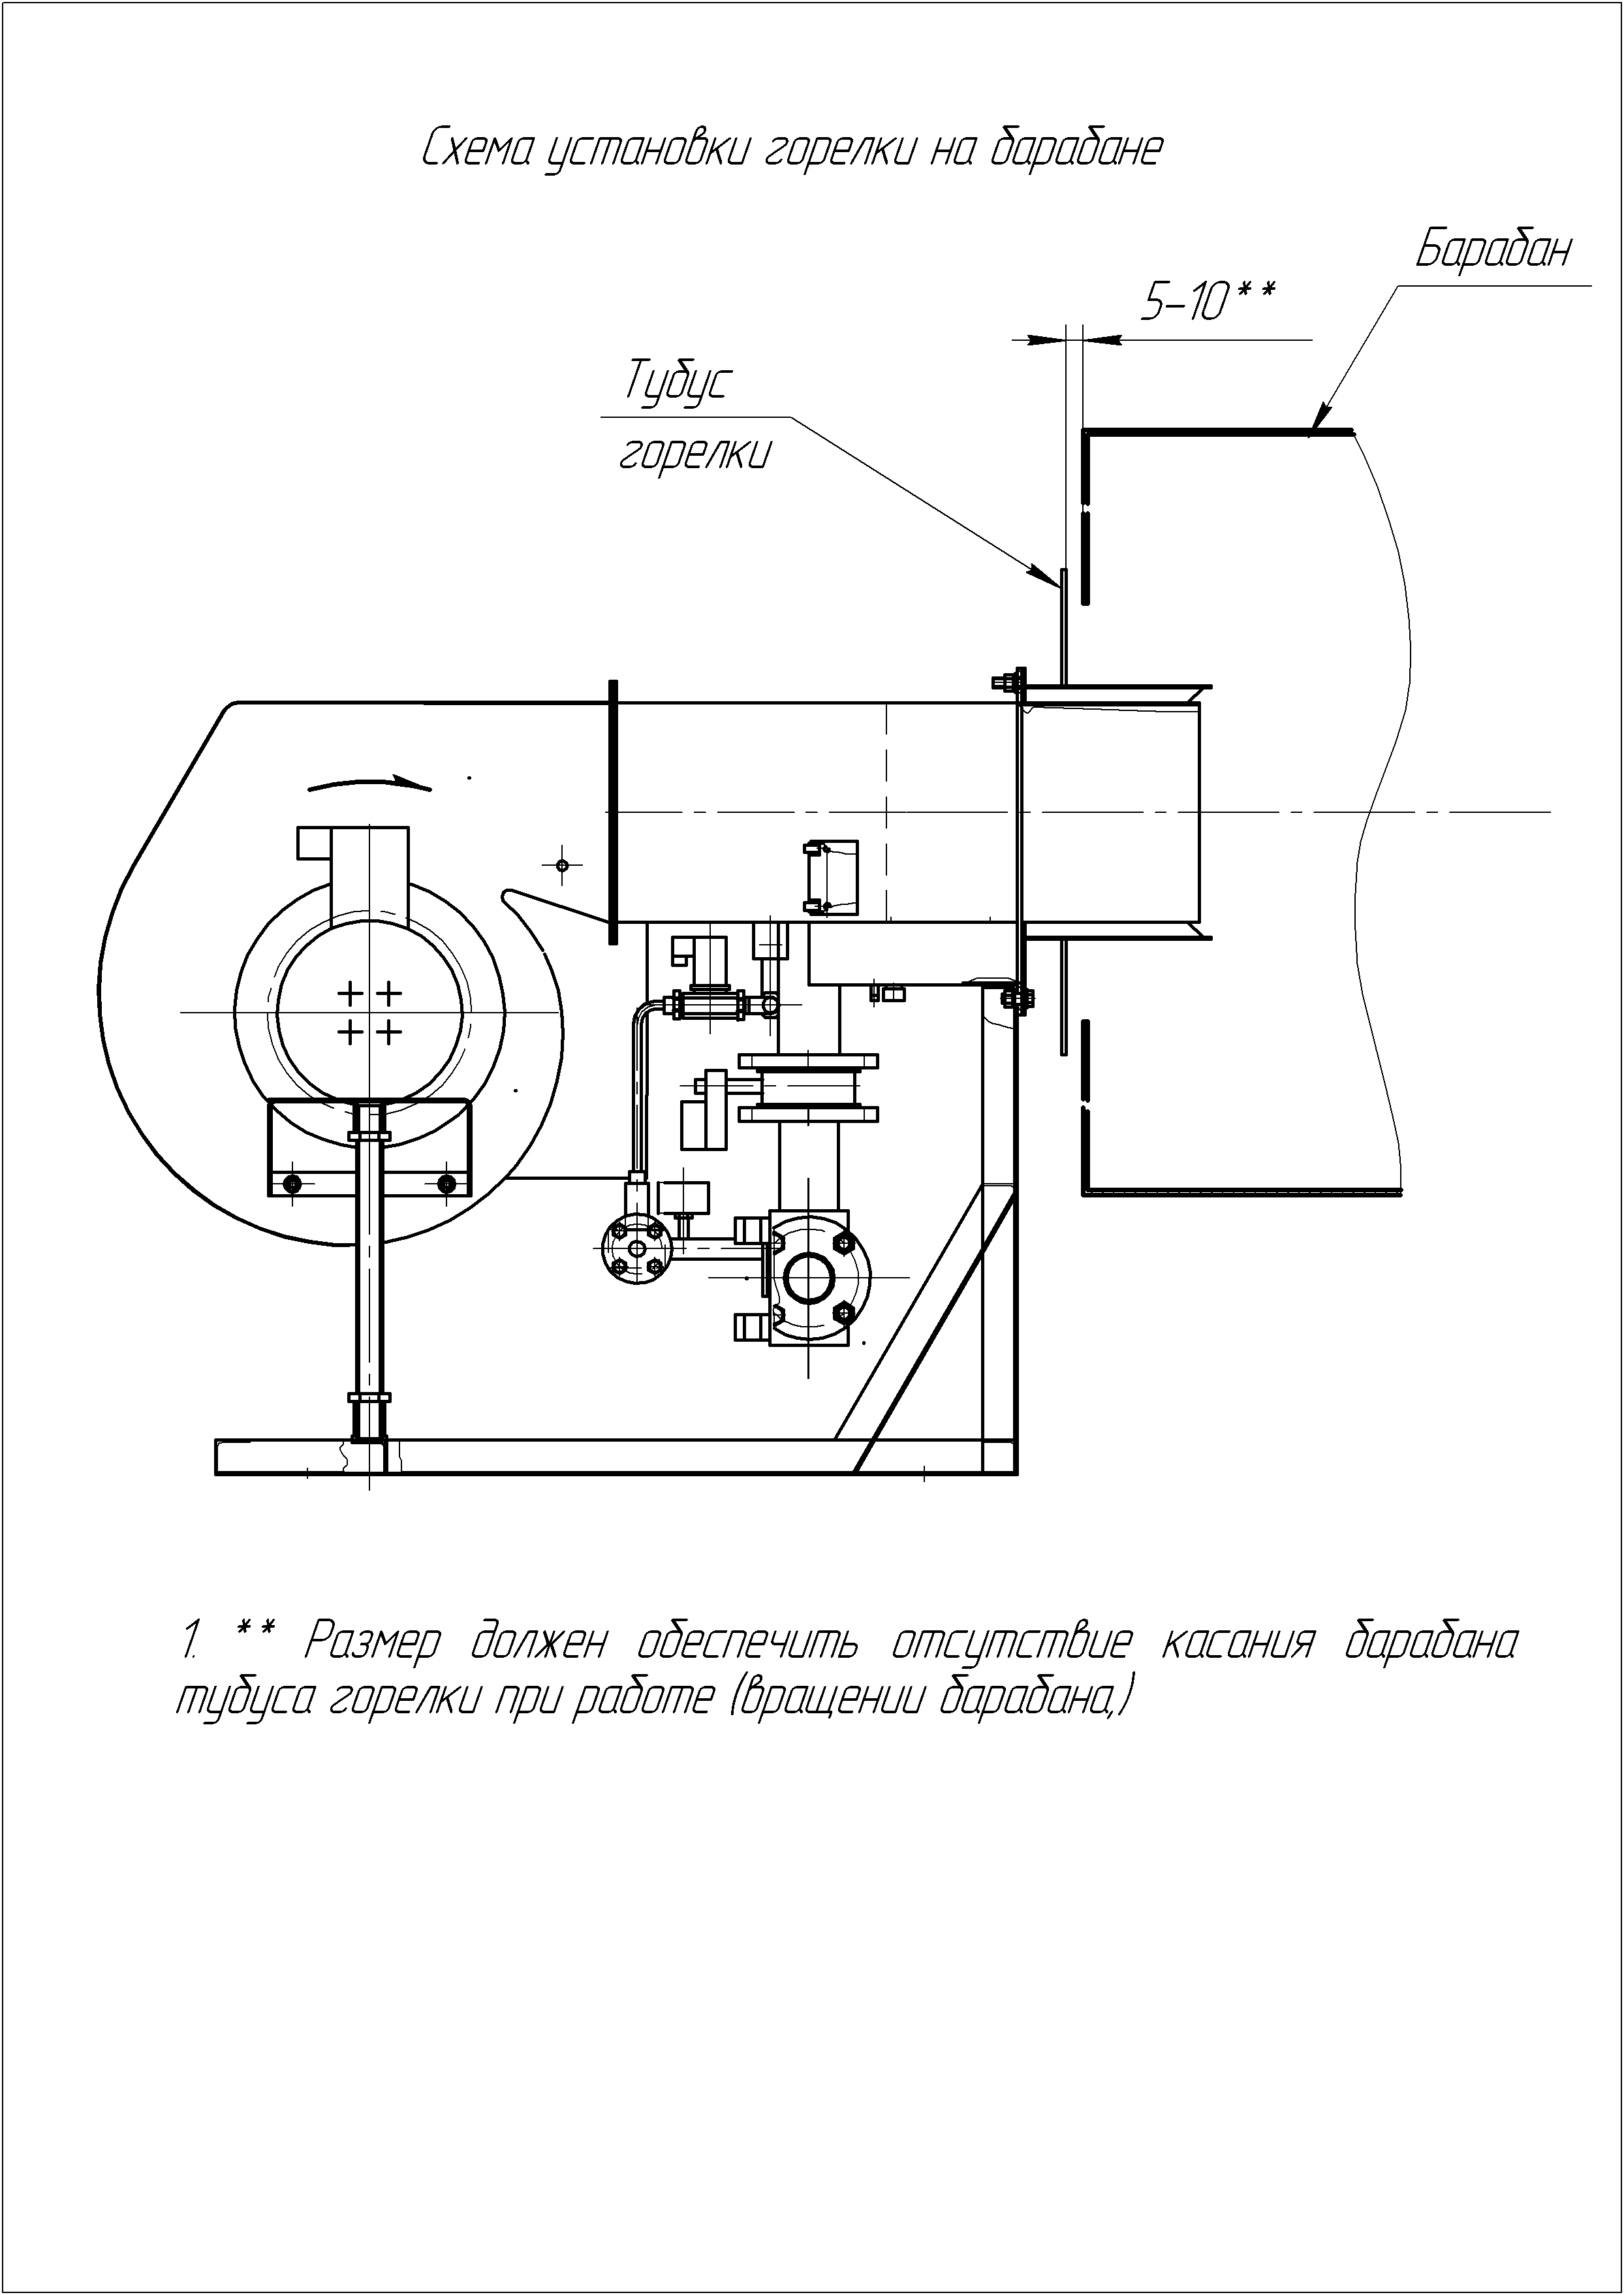 Схема установки горелки на барабане
Барабан
5-10**
Тубус
горелки
1. ** Размер должен обеспечить отсутствие касания барабана
тубуса горелки при работе (вращении барабана,)